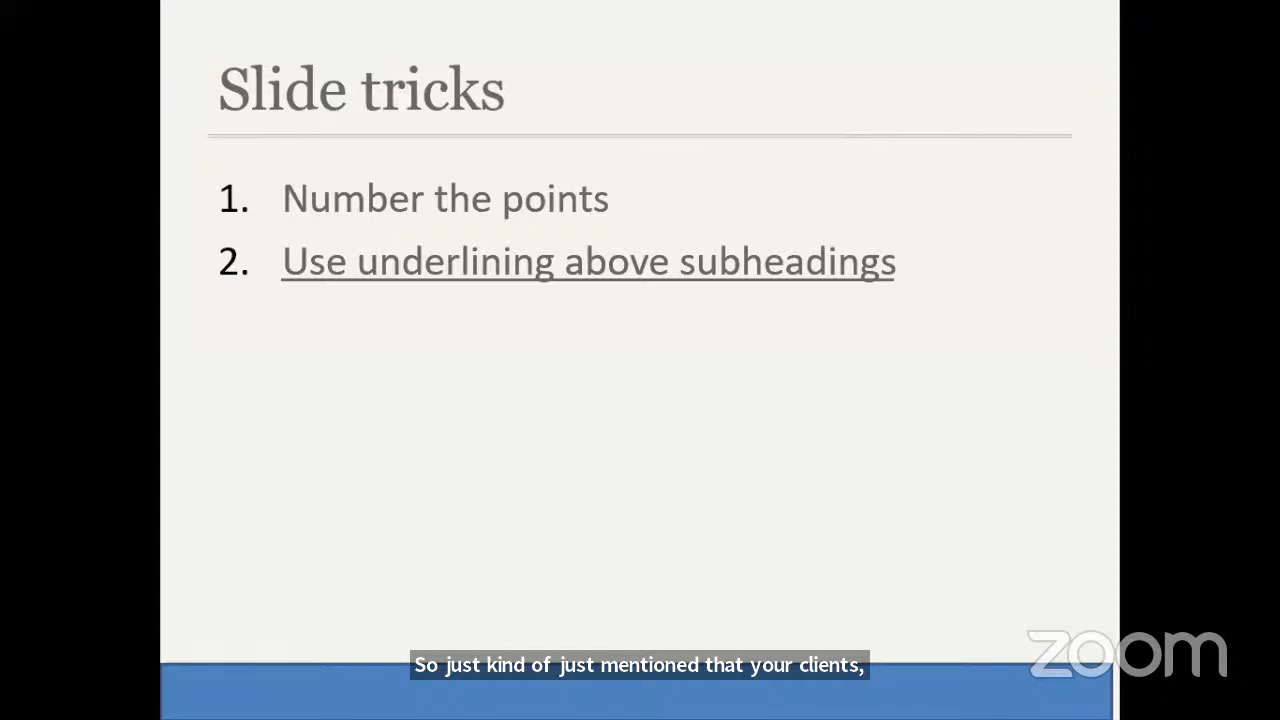 Slide tricks
1. Number the points
2. Use underlining above subheadings
So just kind of just mentioned that your clients,
zoom